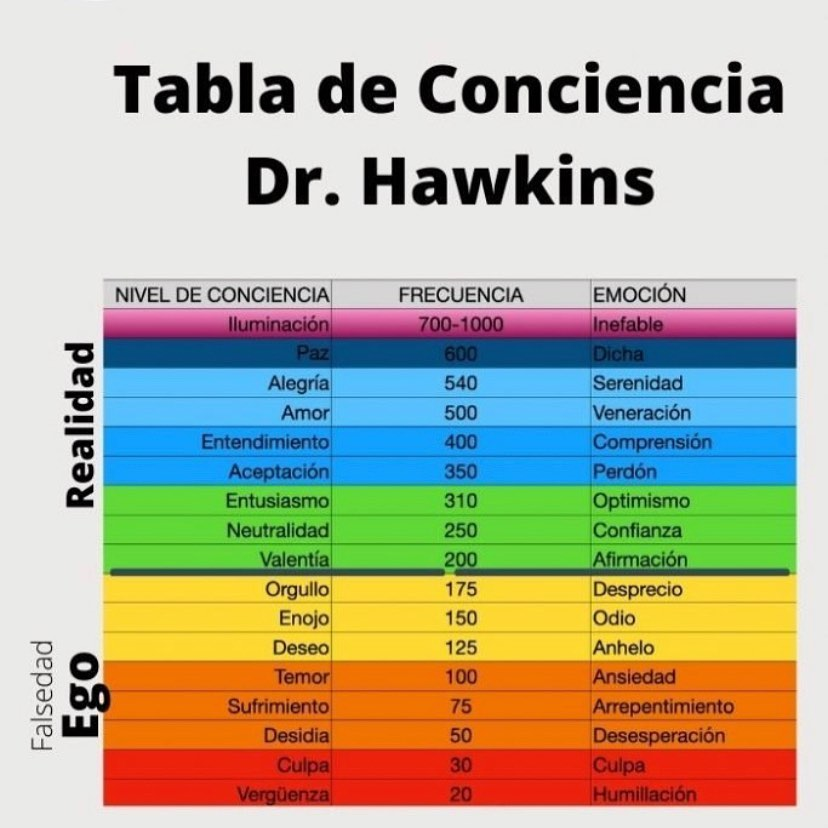 Tabla de Conciencia
Dr. Hawkins
NIVEL DE CONCIENCIA FRECUENCIA EMOCIÓN
Iluminación 700-1000 Inefable
Paz 600 Dicha
Alegría 540 Serenidad
Amor 500 Veneración
Entendimiento 400 Comprensión
Aceptación 350 Perdón
Entusiasmo 310 Optimismo
Neutralidad 250 Confianza
Valentía 200 Afirmación
Orgullo 175 Desprecio
Enojo 150 Odio
Deseo 125 Anhelo
Temor 100 Ansiedad
Sufrimiento 75 Arrepentimiento
Desidia 50 Desesperación
Culpa 30 Culpa
Vergüenza 20 Humillación
Realidad
Falsedad
Ego